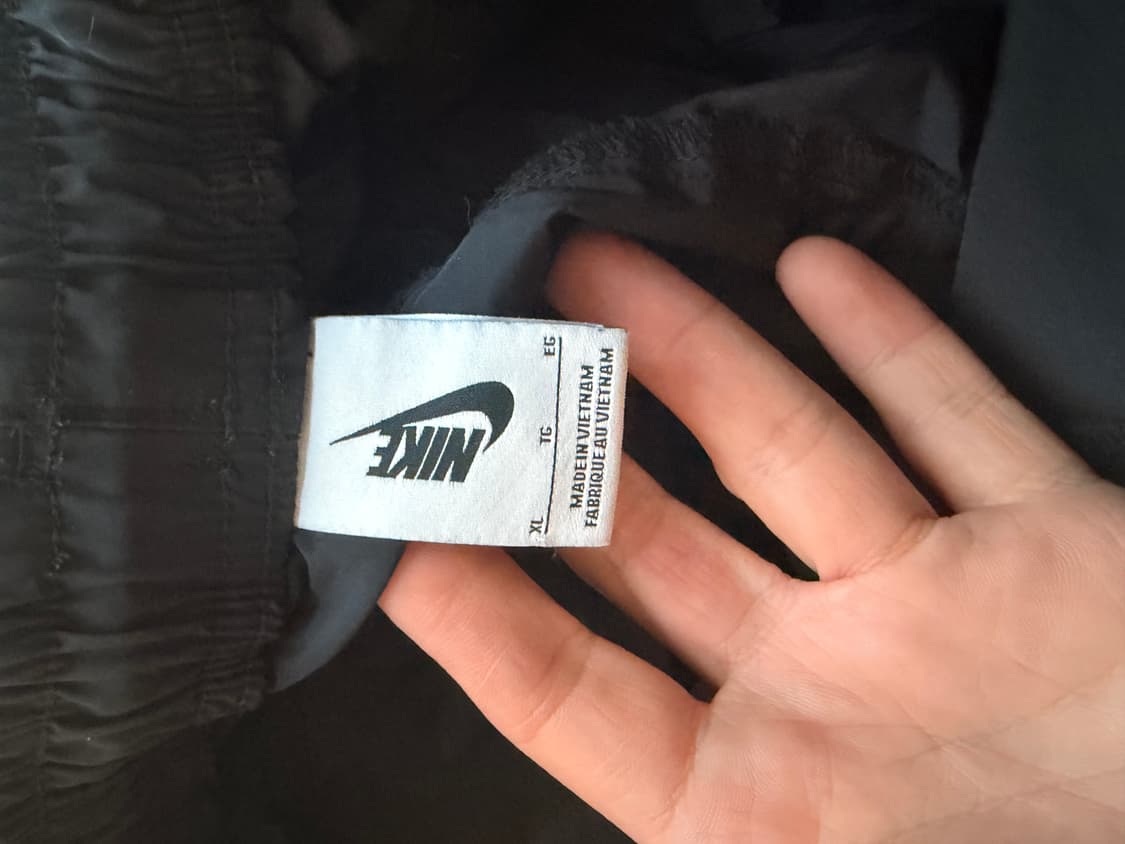 NIKE
XL TG EG
MADE IN VIETNAM
FABRIQUE AU VIETNAM